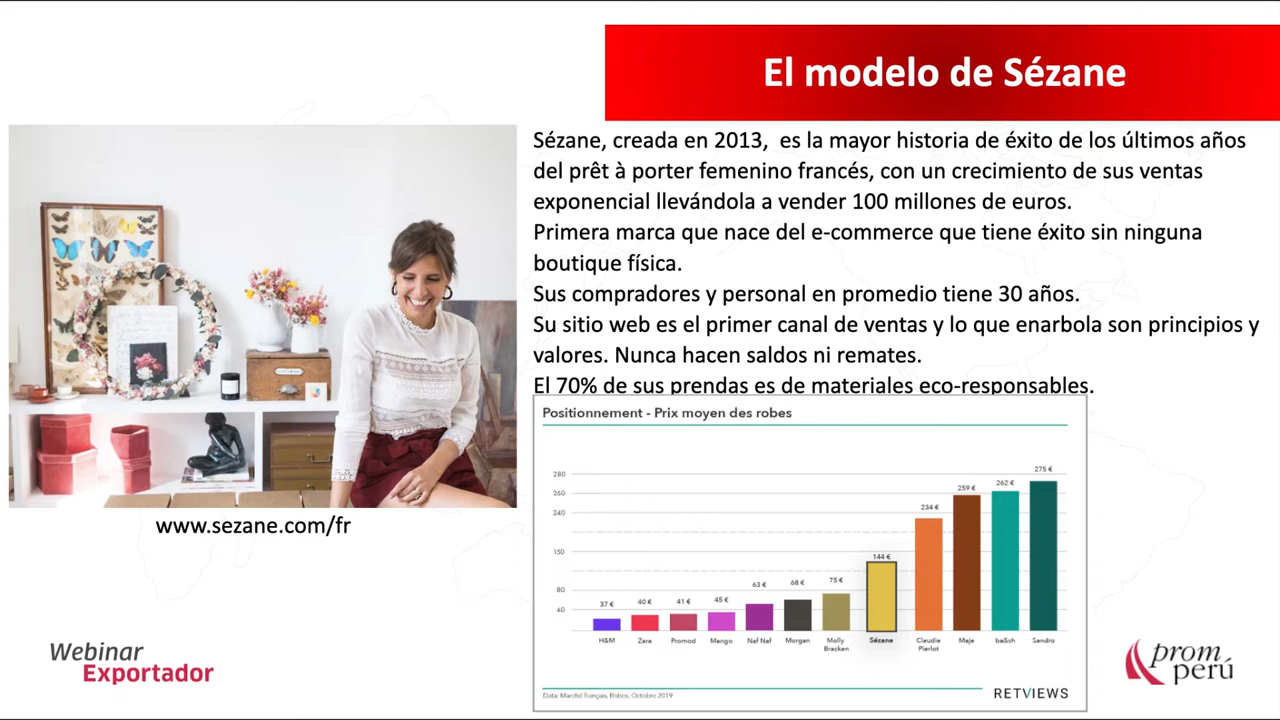 El modelo de Sézane
Sézane, creada en 2013, es la mayor historia de éxito de los últimos años
del prêt à porter femenino francés, con un crecimiento de sus ventas
exponencial llevándola a vender 100 millones de euros.
Primera marca que nace del e-commerce que tiene éxito sin ninguna
boutique física.
Sus compradores y personal en promedio tiene 30 años.
Su sitio web es el primer canal de ventas y lo que enarbola son principios y
valores. Nunca hacen saldos ni remates.
El 70% de sus prendas es de materiales eco-responsables.
www.sezane.com/fr
Positionnement - Prix moyen des robes
280
260
240
150
80
40
37 €
40 €
41 €
45 €
63 €
68 €
75 €
144 €
234 €
259 €
262 €
275 €
H&M
Zara
Promod
Mango
Naf Naf
Morgan
Molly
Bracken
Sézane
Claudie
Pierlot
Maje
ba&sh
Sandro
Data: Marché français, Robes, Octobre 2019
RETVIEWS
Webinar
Exportador
prom
perú